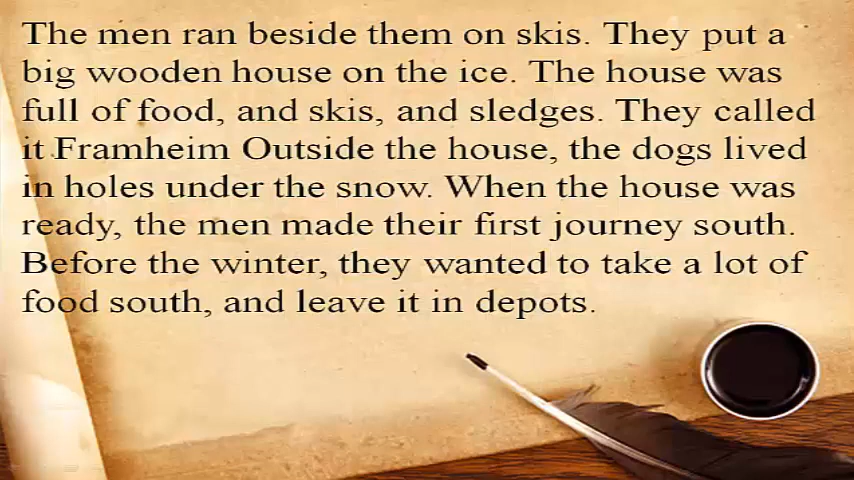 The men ran beside them on skis. They put a
big wooden house on the ice. The house was
full of food, and skis, and sledges. They called
it Framheim Outside the house, the dogs lived
in holes under the snow. When the house was
ready, the men made their first journey south.
Before the winter, they wanted to take a lot of
food south, and leave it in depots.